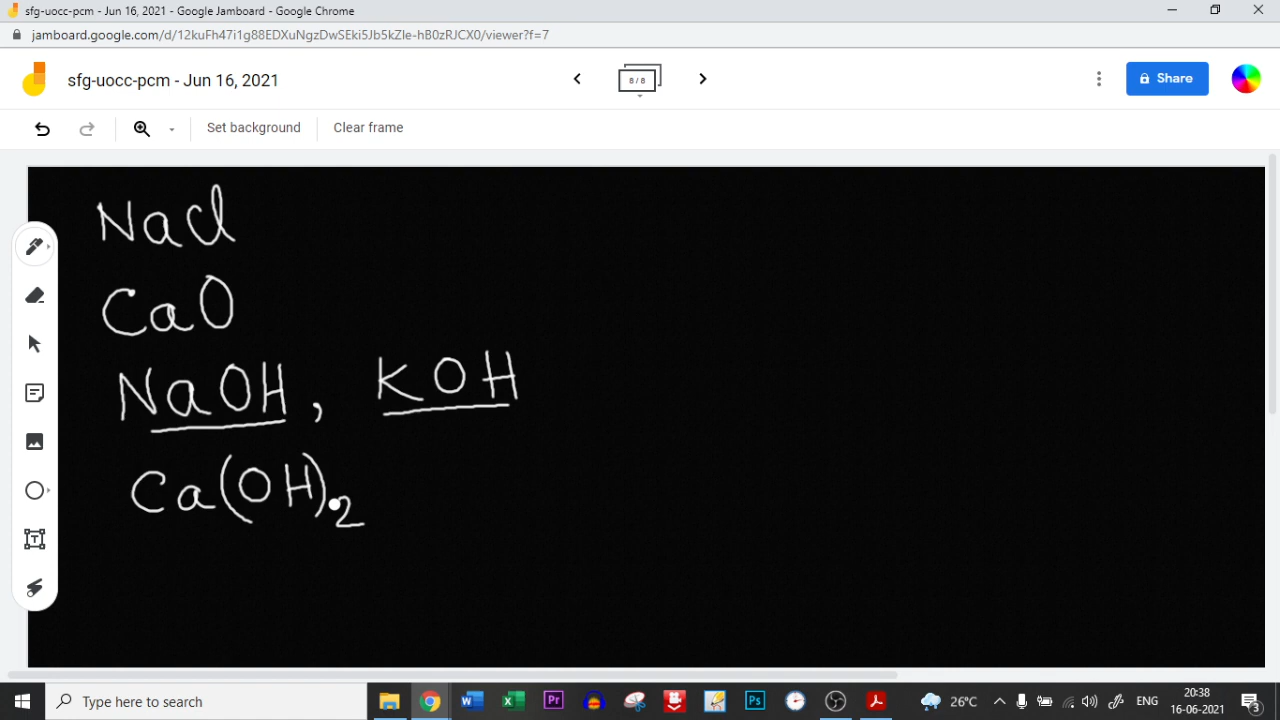 sfg-uocc-pcm - Jun 16, 2021 - Google Jamboard - Google Chrome
jamboard.google.com/d/12kuFh47i1g88EDXuNgzDwSEki5Jb5kZle-hB0zRJCX0/viewer?f=7
sfg-uocc-pcm - Jun 16, 2021
8/8
Share
Set background Clear frame
NaCl
CaO
NaOH, KOH
Ca(OH)2
Type here to search
26°C ENG 20:38
16-06-2021 3